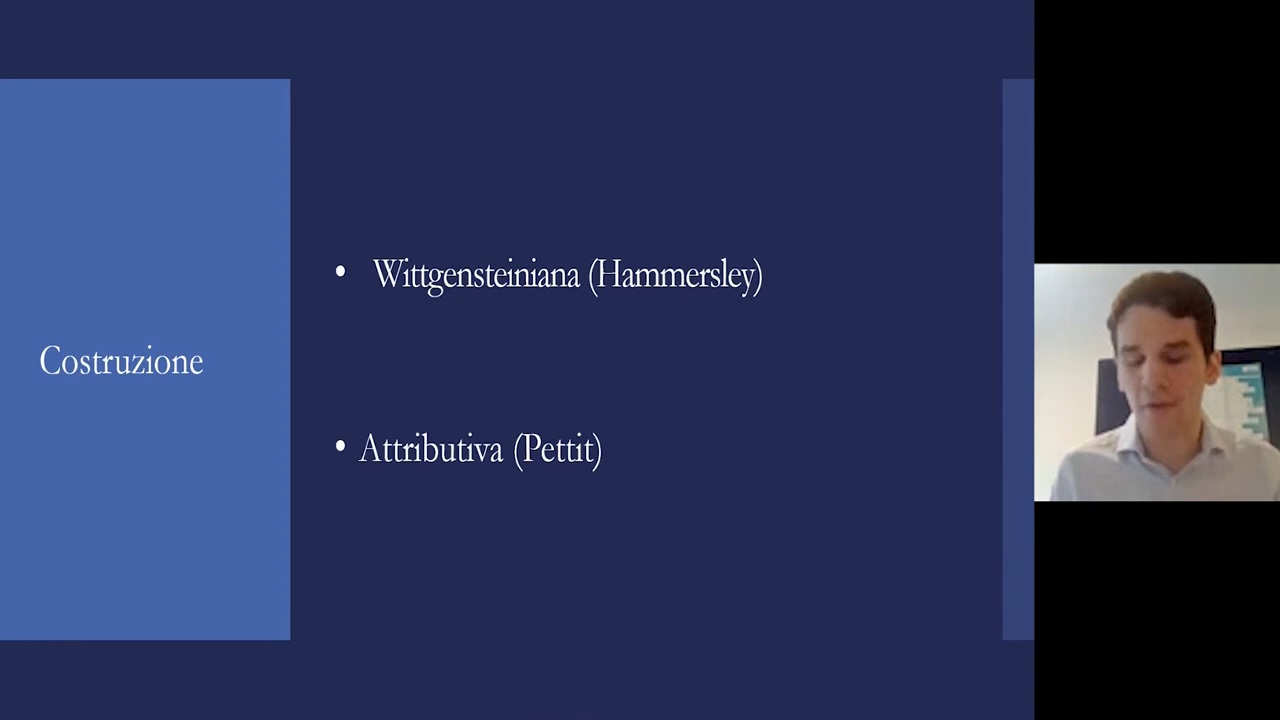 Costruzione
• Wittgensteiniana (Hammersley)
• Attributiva (Pettit)